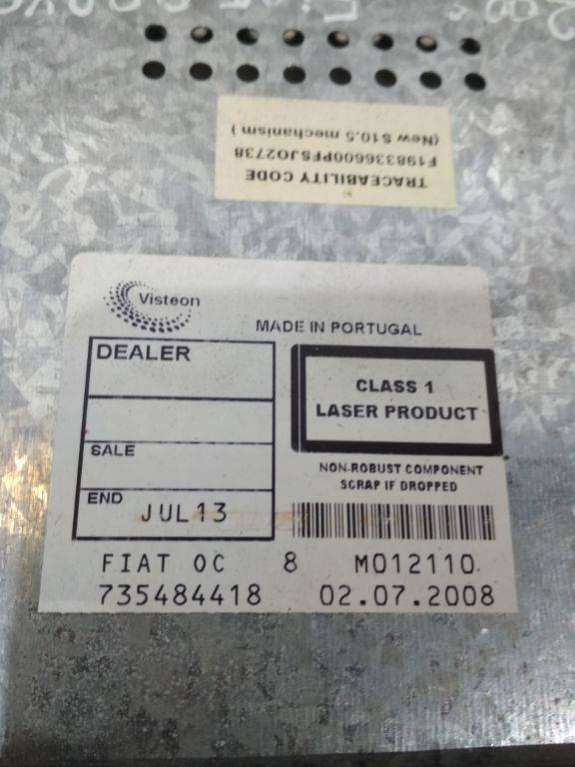 TRACEABILITY CODE
F198336600PFSJO2738
(New S10.5 mechanism)
Visteon
MADE IN PORTUGAL
DEALER
CLASS 1
LASER PRODUCT
SALE
NON-ROBUST COMPONENT
SCRAP IF DROPPED
END JUL13
FIAT OC 8 M012110
735484418 02.07.2008